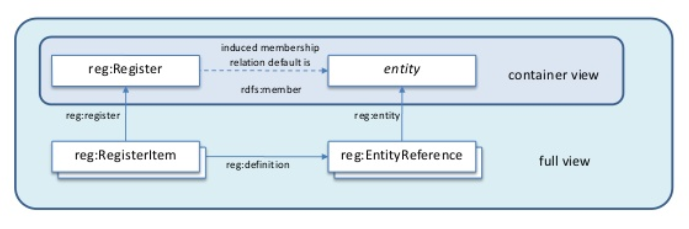 induced membership
relation default is
reg:Register
entity
container view
rdfs:member
reg:register
reg:entity
reg:RegisterItem
reg:EntityReference
reg:definition
full view